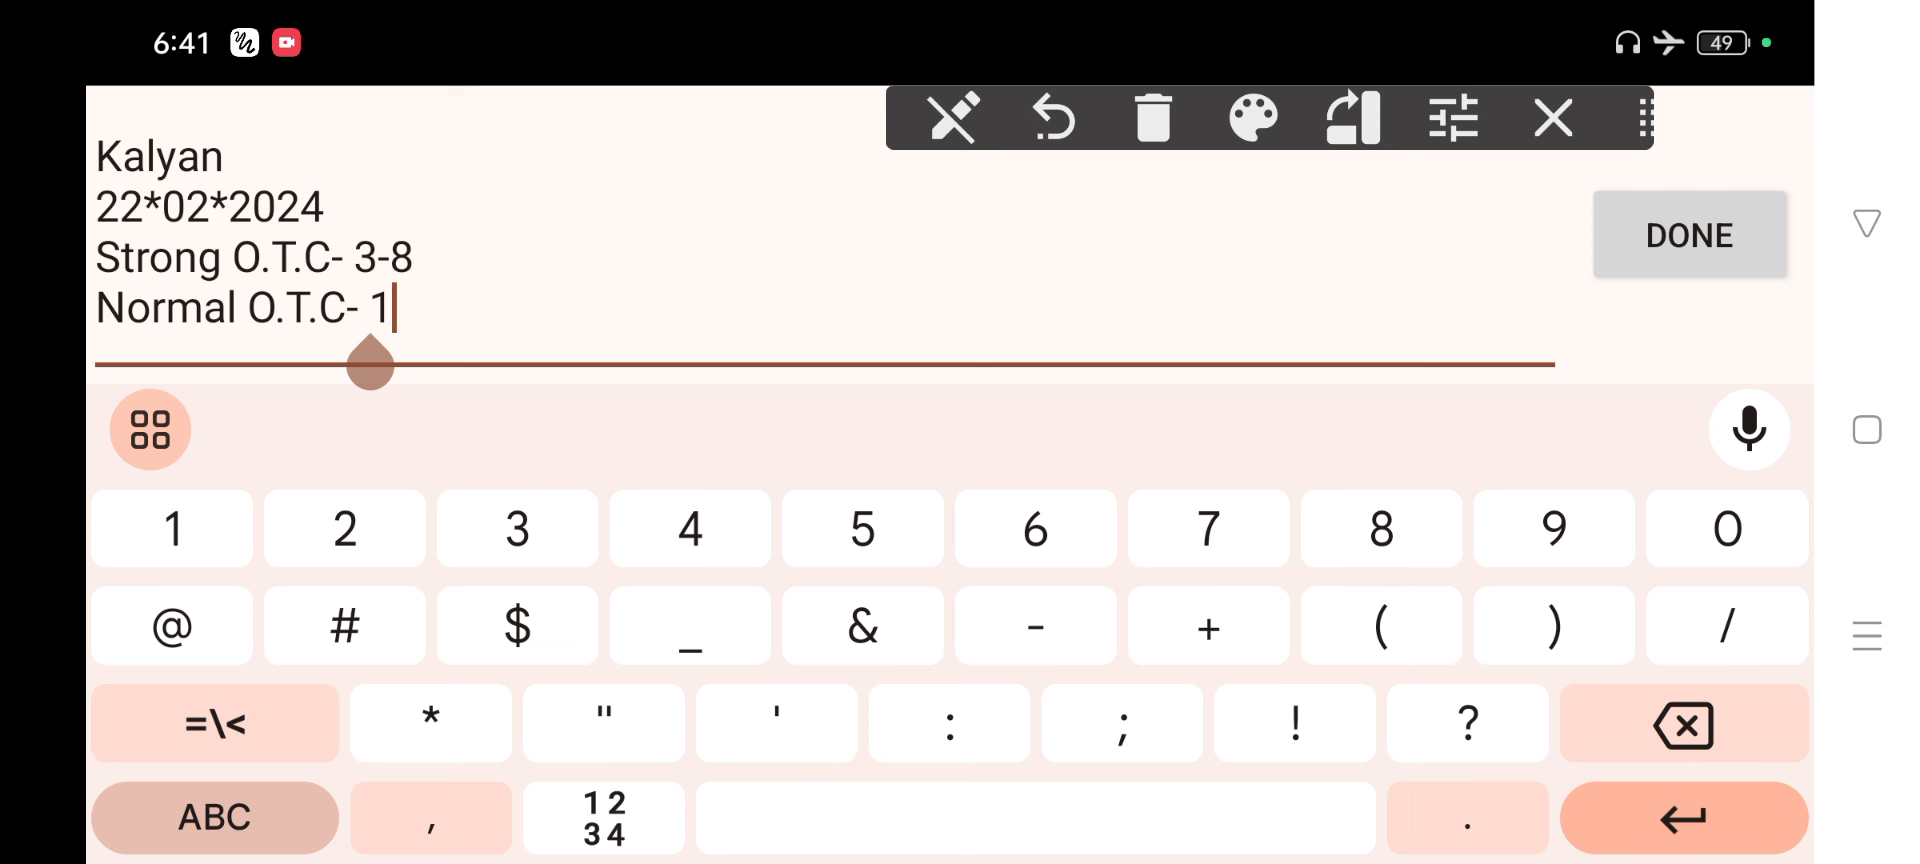 6:41
49
Kalyan
22*02*2024
Strong O.T.C- 3-8
Normal O.T.C- 1
DONE
1 2 3 4 5 6 7 8 9 0
@ # $ _ & - + ( ) /
=\< * " ' : ; ! ?
ABC , 12 .
34